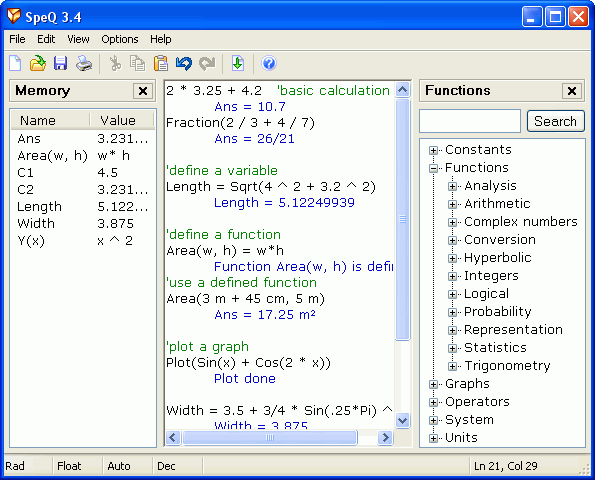 SpeQ 3.4
File Edit View Options Help
Memory
Name Value
Ans 3.231...
Area(w, h) w* h
C1 4.5
C2 3.231...
Length 5.122...
Width 3.875
Y(x) x ^ 2
2 * 3.25 + 4.2 'basic calculation
Ans = 10.7
Fraction(2 / 3 + 4 / 7)
Ans = 26/21
'define a variable
Length = Sqrt(4 ^ 2 + 3.2 ^ 2)
Length = 5.12249939
'define a function
Area(w, h) = w*h
Function Area(w, h) is defi
'use a defined function
Area(3 m + 45 cm, 5 m)
Ans = 17.25 m²
'plot a graph
Plot(Sin(x) + Cos(2 * x))
Plot done
Width = 3.5 + 3/4 * Sin(.25*Pi) ^
Width = 3.875
Functions
Search
Constants
Functions
Analysis
Arithmetic
Complex numbers
Conversion
Hyperbolic
Integers
Logical
Probability
Representation
Statistics
Trigonometry
Graphs
Operators
System
Units
Rad Float Auto Dec Ln 21, Col 29